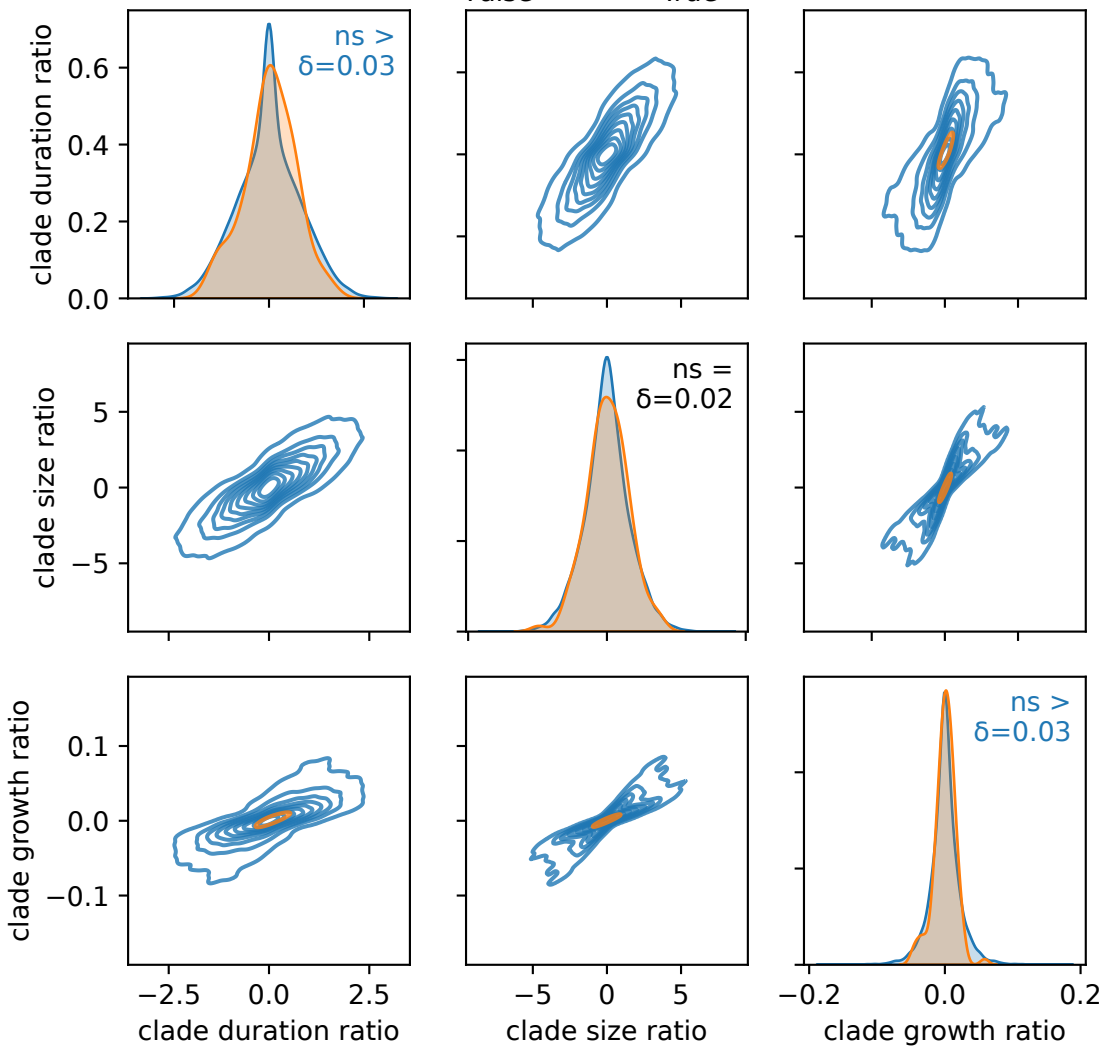 clade duration ratio
0.6
0.4
0.2
0.0
ns >
δ=0.03
clade size ratio
5
0
−5
ns =
δ=0.02
−5
0
5
clade growth ratio
0.1
0.0
−0.1
ns >
δ=0.03
−2.5
0.0
2.5
−5
0
5
−0.2
0.0
0.2
clade duration ratio
clade size ratio
clade growth ratio